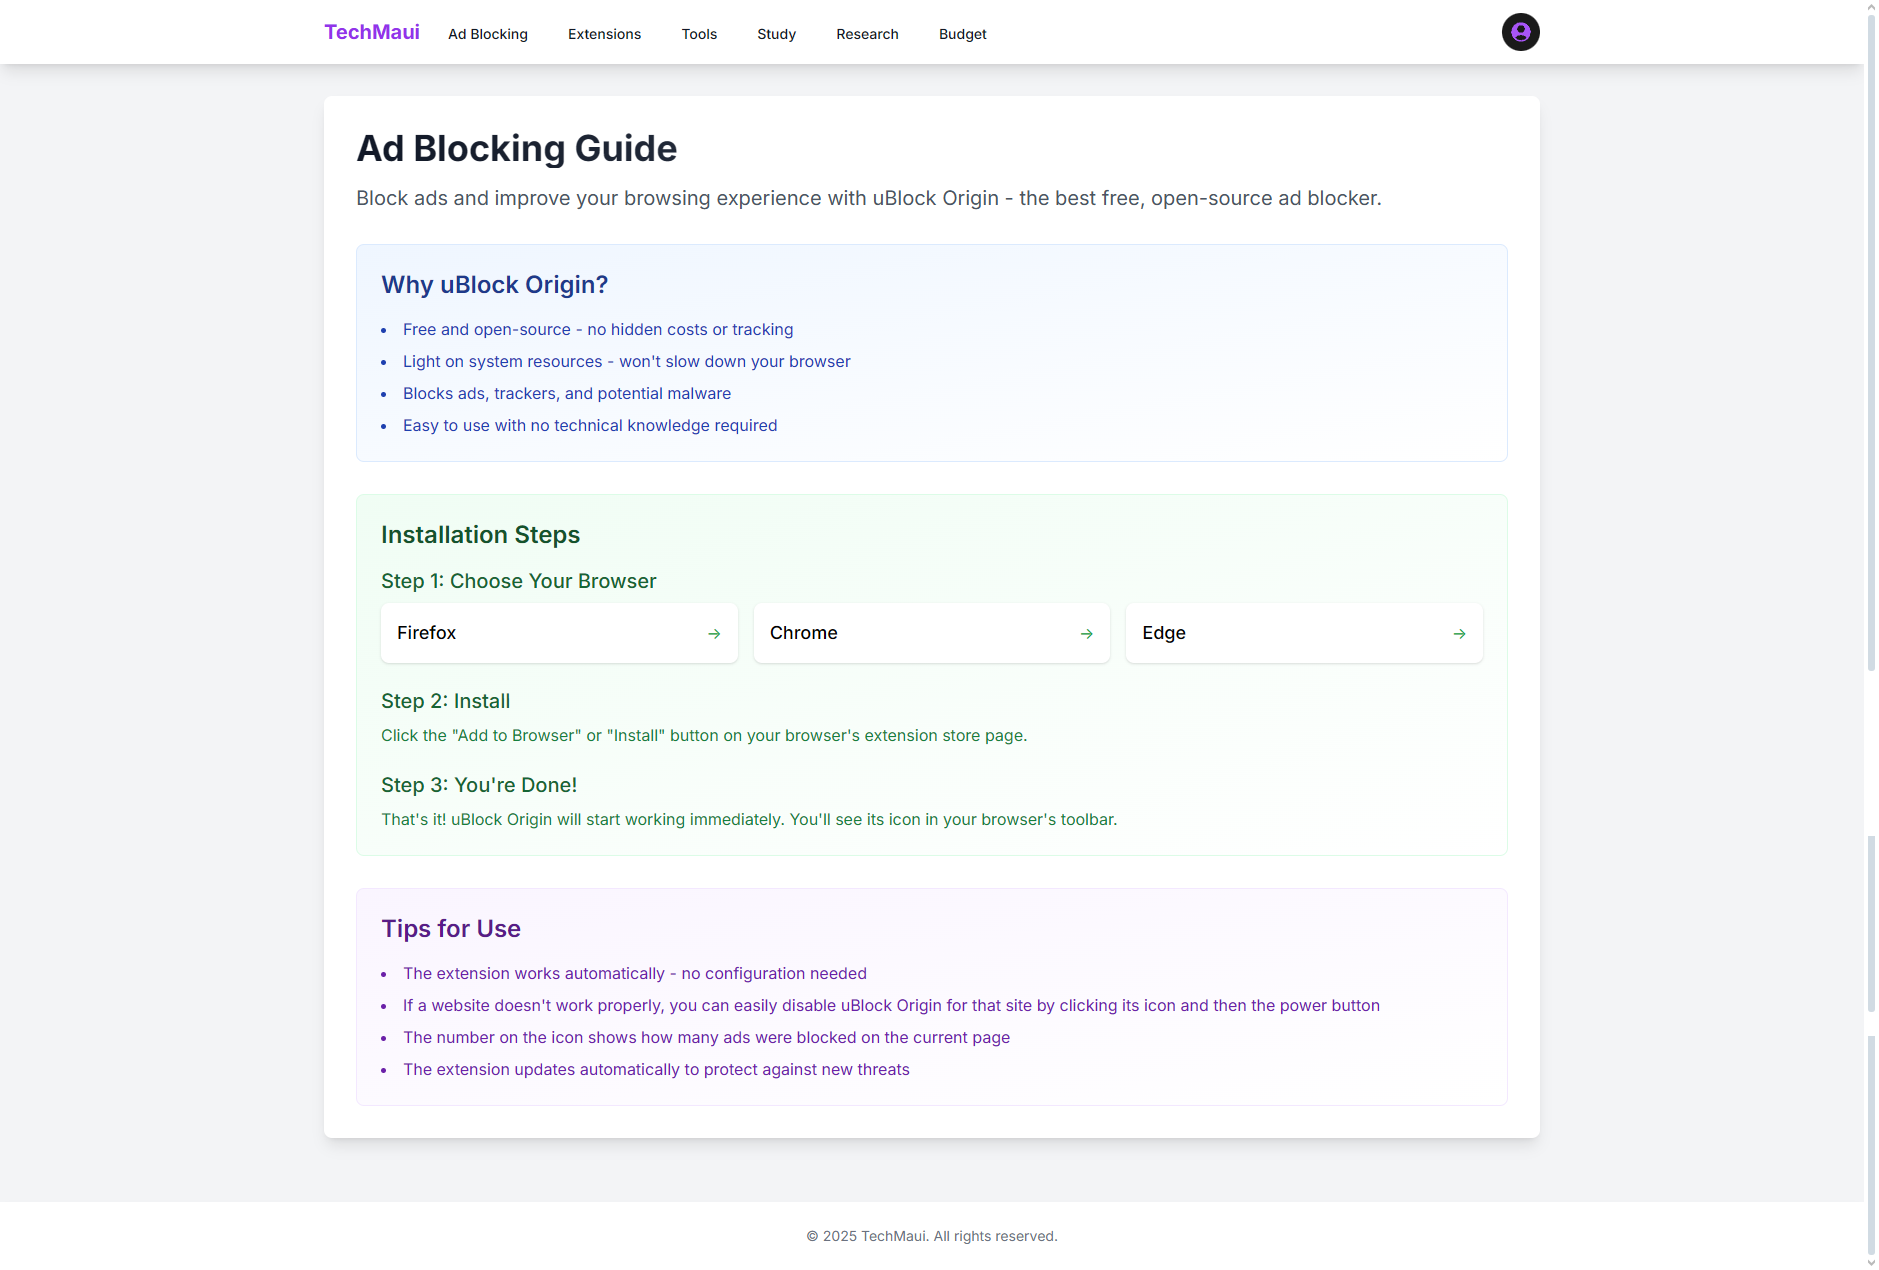 TechMaui
Ad Blocking
Extensions
Tools
Study
Research
Budget
Ad Blocking Guide
Block ads and improve your browsing experience with uBlock Origin - the best free, open-source ad blocker.
Why uBlock Origin?
• Free and open-source - no hidden costs or tracking
• Light on system resources - won't slow down your browser
• Blocks ads, trackers, and potential malware
• Easy to use with no technical knowledge required
Installation Steps
Step 1: Choose Your Browser
Firefox →
Chrome →
Edge →
Step 2: Install
Click the "Add to Browser" or "Install" button on your browser's extension store page.
Step 3: You're Done!
That's it! uBlock Origin will start working immediately. You'll see its icon in your browser's toolbar.
Tips for Use
• The extension works automatically - no configuration needed
• If a website doesn't work properly, you can easily disable uBlock Origin for that site by clicking its icon and then the power button
• The number on the icon shows how many ads were blocked on the current page
• The extension updates automatically to protect against new threats
© 2025 TechMaui. All rights reserved.